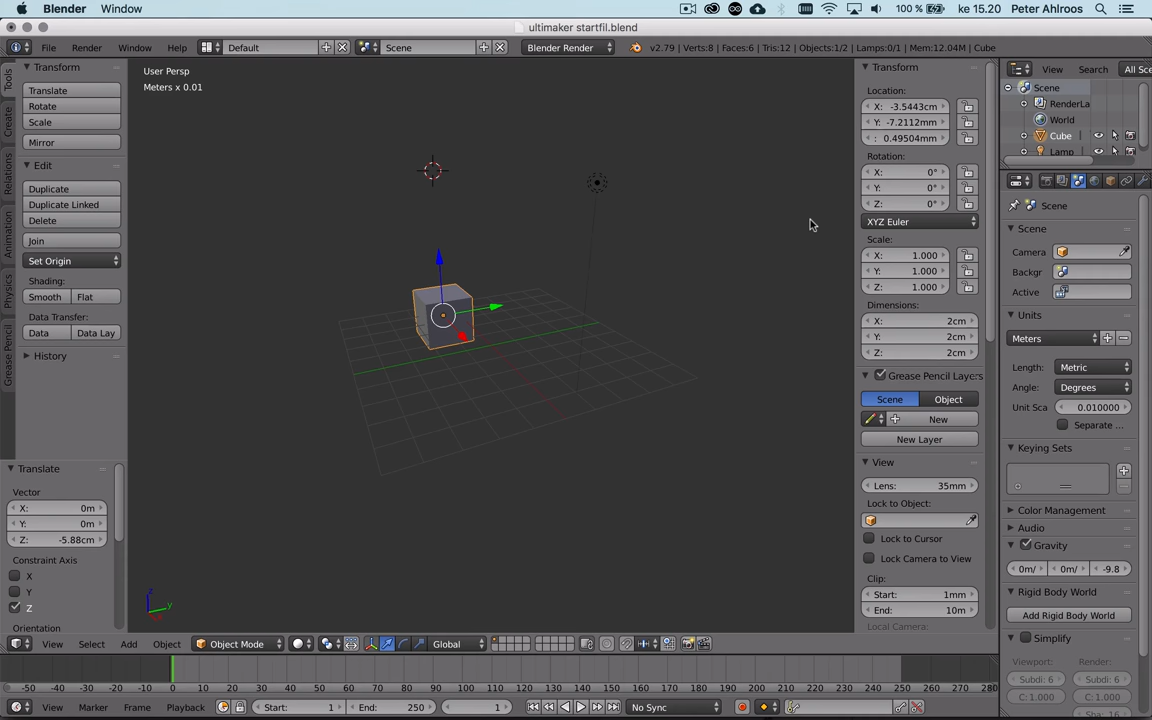 Blender Window 100 % ke 15.20 Peter Ahlroos
ultimaker startfil.blend
File Render Window Help Default Scene Blender Render v2.79 | Verts:8 | Faces:6 | Tris:12 | Objects:1/2 | Lamps:0/1 | Mem:12.04M | Cube
Tools
Create
Relations
Animation
Physics
Grease Pencil
Transform
Translate
Rotate
Scale
Mirror
Edit
Duplicate
Duplicate Linked
Delete
Join
Set Origin
Shading:
Smooth Flat
Data Transfer:
Data Data Lay
History
Translate
Vector
X: 0m
Y: 0m
Z: -5.88cm
Constraint Axis
X
Y
Z
Orientation
User Persp
Meters x 0.01
z
y
View Select Add Object Object Mode Global
Transform
Location:
X: -3.5443cm
Y: -7.2112mm
: 0.49504mm
Rotation:
X: 0°
Y: 0°
Z: 0°
XYZ Euler
Scale:
X: 1.000
Y: 1.000
Z: 1.000
Dimensions:
X: 2cm
Y: 2cm
Z: 2cm
Grease Pencil Layers
Scene Object
New
New Layer
View
Lens: 35mm
Lock to Object:
Lock to Cursor
Lock Camera to View
Clip:
Start: 1mm
End: 10m
Local Camera:
View Search All Sce
Scene
RenderLa
World
Cube
Lamp
Scene
Scene
Camera
Backgr
Active
Units
Meters
Length: Metric
Angle: Degrees
Unit Sca 0.010000
Separate ...
Keying Sets
Color Management
Audio
Gravity
0m/ 0m/ -9.8
Rigid Body World
Add Rigid Body World
Simplify
Viewport: Render:
Subdi: 6 Subdi: 6
C: 1.000 C: 1.000
Sha: 16
-50 -40 -30 -20 -10 0 10 20 30 40 50 60 70 80 90 100 110 120 130 140 150 160 170 180 190 200 210 220 230 240 250 260 270 280
View Marker Frame Playback Start: 1 End: 250 1 No Sync